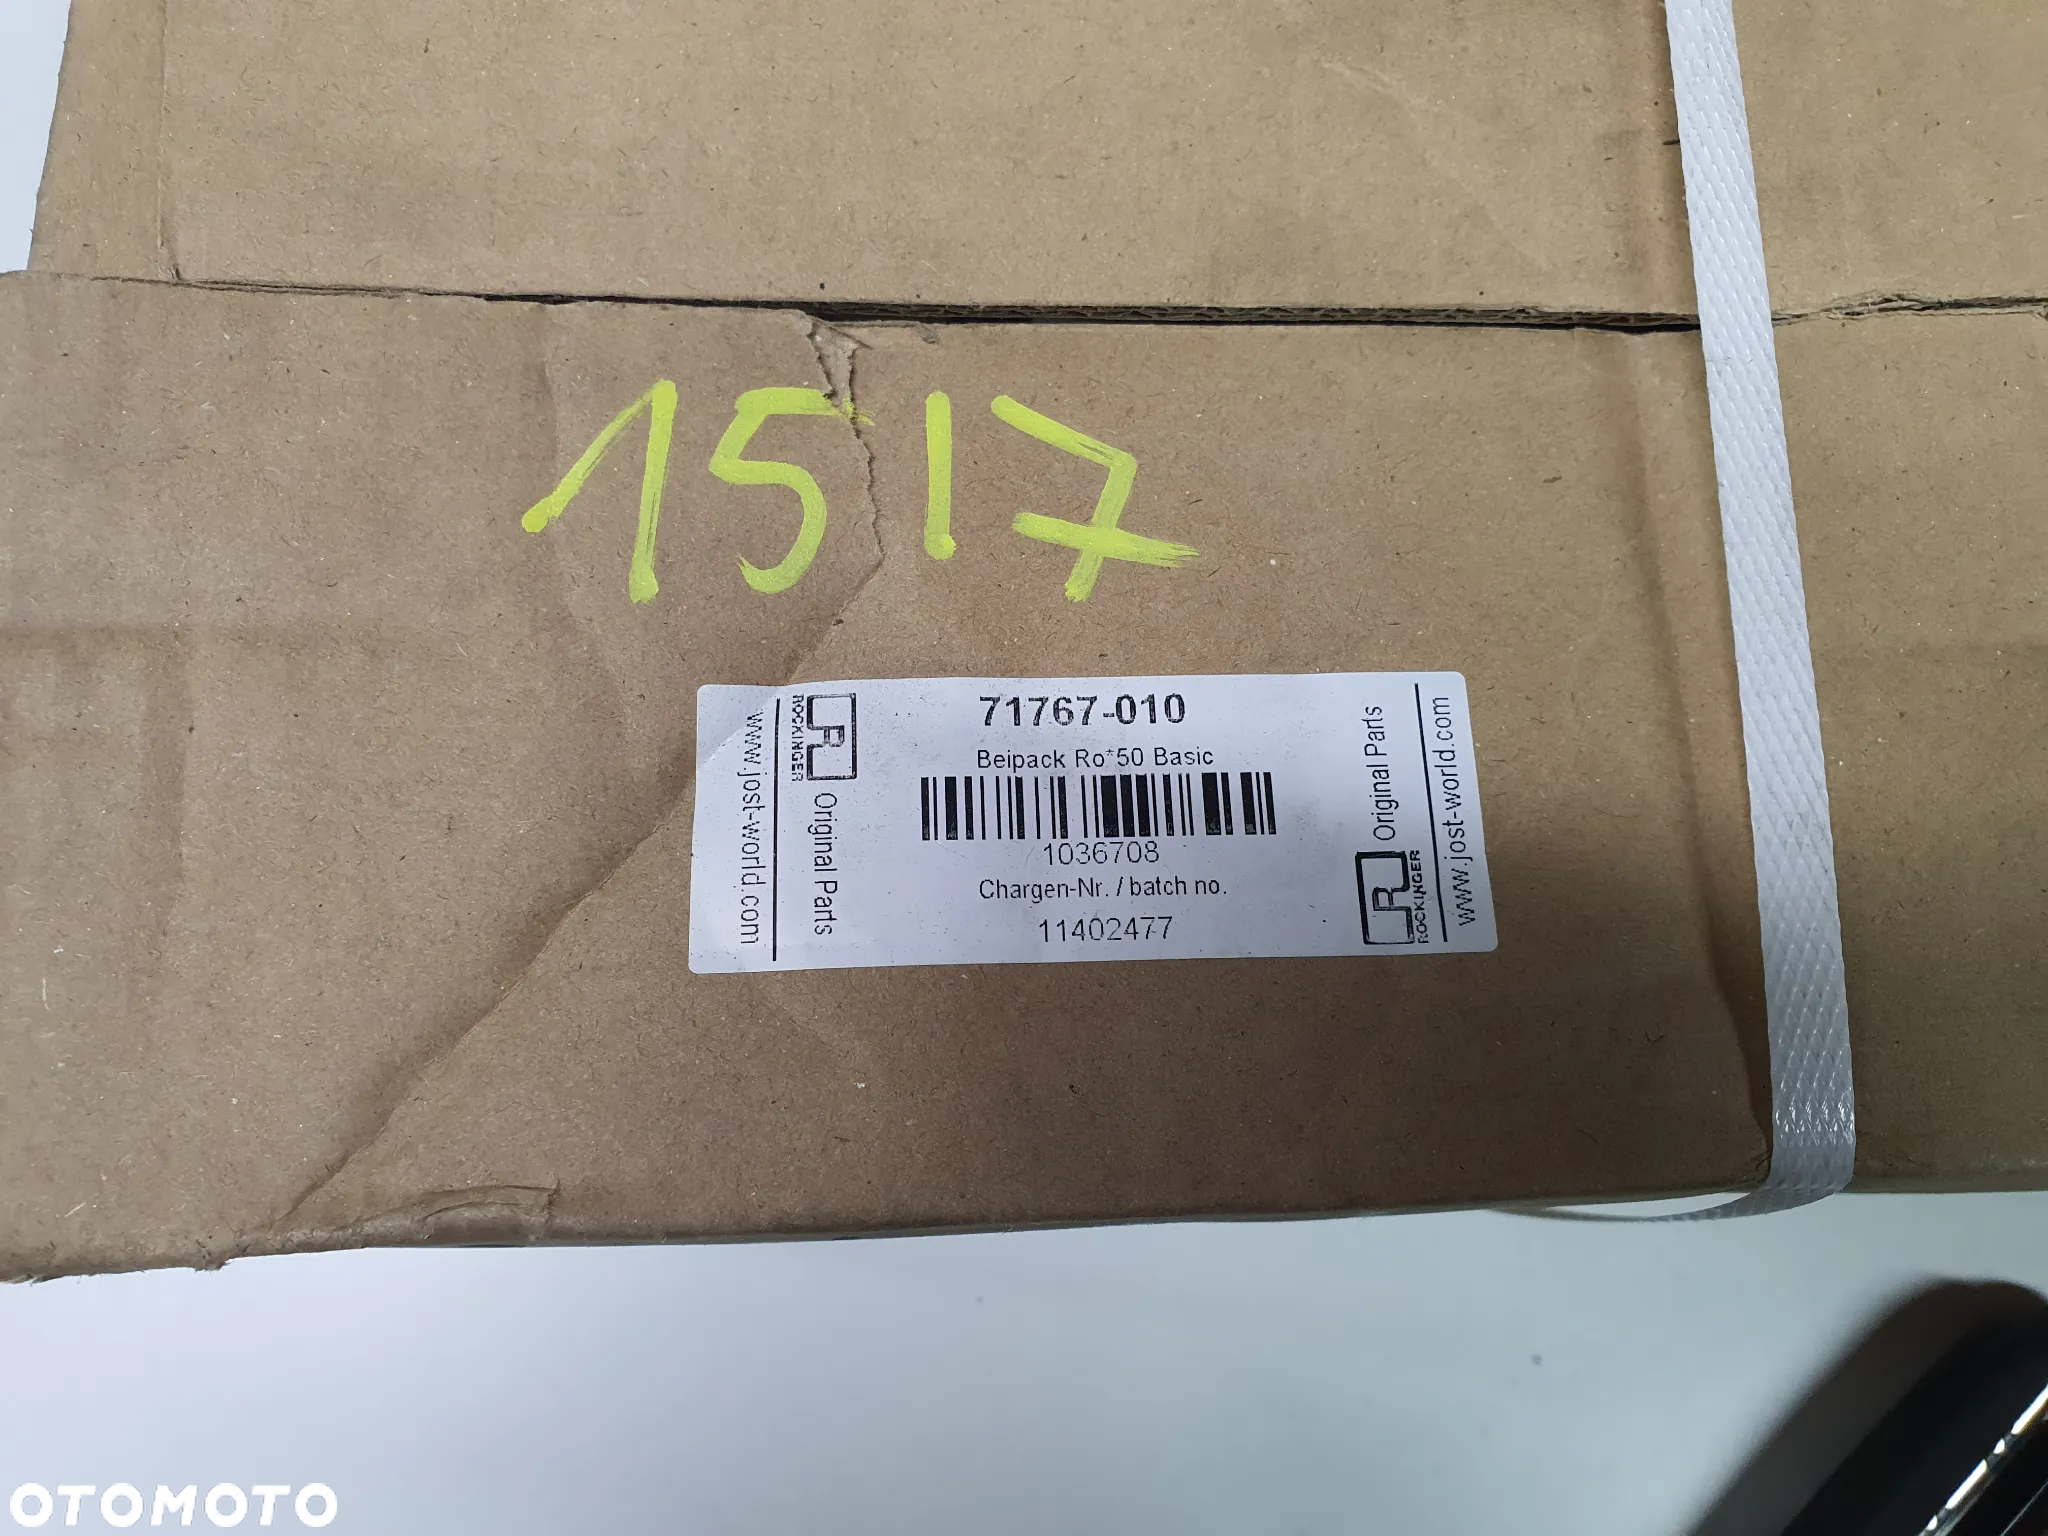 1517
71767-010
Beipack Ro*50 Basic
1036708
Chargen-Nr. / batch no.
11402477
www.jost-world.com
ROCKINGER
Original Parts
Original Parts
ROCKINGER
www.jost-world.com
OTOMOTO